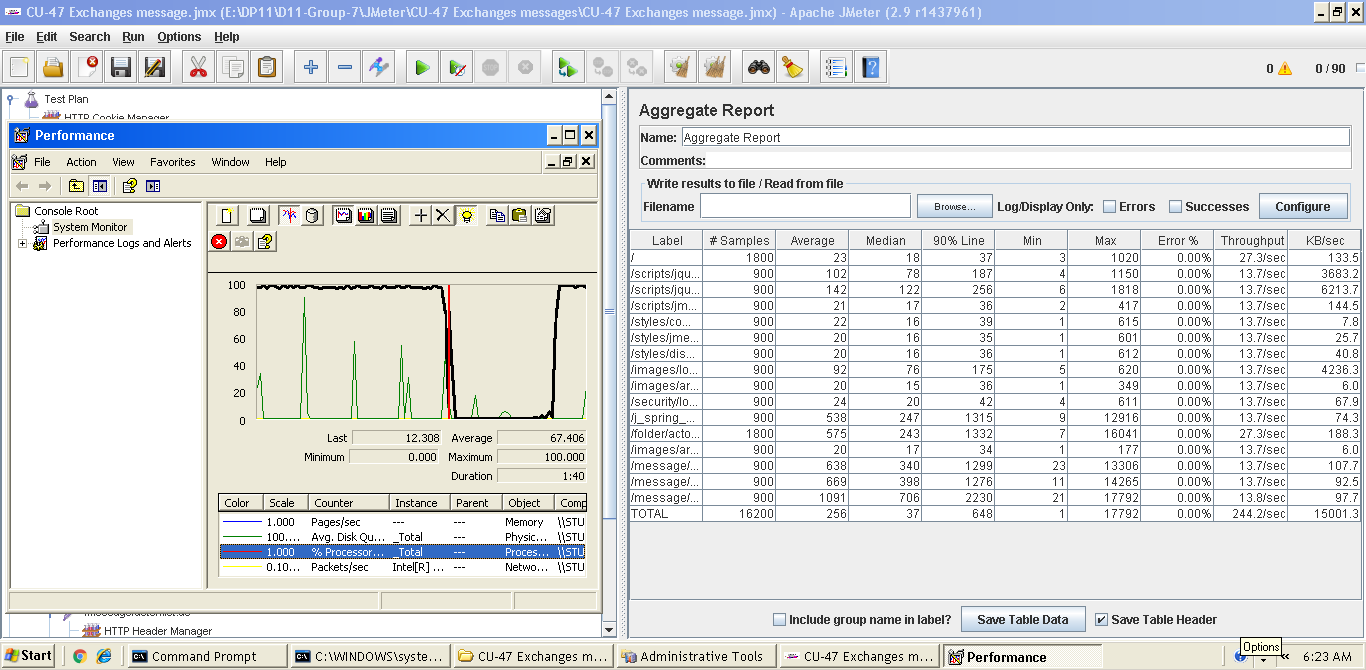 CU-47 Exchanges message.jmx (E:\DP11\D11-Group-7\JMeter\CU-47 Exchanges messages\CU-47 Exchanges message.jmx) - Apache JMeter (2.9 r1437961)
File Edit Search Run Options Help
0 0 / 90
Test Plan
HTTP Cookie Manager
Performance
File Action View Favorites Window Help
Console Root
System Monitor
Performance Logs and Alerts
100
80
60
40
20
0
Last 12.308 Average 67.406
Minimum 0.000 Maximum 100.000
Duration 1:40
Color Scale Counter Instance Parent Object Comp
1.000 Pages/sec --- --- Memory \\STU
100.... Avg. Disk Qu... _Total --- Physic... \\STU
1.000 % Processor... _Total --- Proces... \\STU
0.10... Packets/sec Intel[R] ... --- Netwo... \\STU
HTTP Header Manager
Aggregate Report
Name: Aggregate Report
Comments:
Write results to file / Read from file
Filename Browse... Log/Display Only: Errors Successes Configure
Label # Samples Average Median 90% Line Min Max Error % Throughput KB/sec
/ 1800 23 18 37 3 1020 0.00% 27.3/sec 133.5
/scripts/jqu... 900 102 78 187 4 1150 0.00% 13.7/sec 3683.2
/scripts/jqu... 900 142 122 256 6 1818 0.00% 13.7/sec 6213.7
/scripts/jm... 900 21 17 36 2 417 0.00% 13.7/sec 144.5
/styles/co... 900 22 16 39 1 615 0.00% 13.7/sec 7.8
/styles/jme... 900 20 16 35 1 601 0.00% 13.7/sec 25.7
/styles/dis... 900 20 16 36 1 612 0.00% 13.7/sec 40.8
/images/lo... 900 92 76 175 5 620 0.00% 13.7/sec 4236.3
/images/ar... 900 20 15 36 1 349 0.00% 13.7/sec 6.0
/security/lo... 900 24 20 42 4 611 0.00% 13.7/sec 67.9
/j_spring_... 900 538 247 1315 9 12916 0.00% 13.7/sec 74.3
/folder/acto... 1800 575 243 1332 7 16041 0.00% 27.3/sec 188.3
/images/ar... 900 20 17 34 1 177 0.00% 13.7/sec 6.0
/message/... 900 638 340 1299 23 13306 0.00% 13.7/sec 107.7
/message/... 900 669 398 1276 11 14265 0.00% 13.7/sec 92.5
/message/... 900 1091 706 2230 21 17792 0.00% 13.8/sec 97.7
TOTAL 16200 256 37 648 1 17792 0.00% 244.2/sec 15001.3
Include group name in label? Save Table Data Save Table Header
Options
Start Command Prompt C:\WINDOWS\syste... CU-47 Exchanges m... Administrative Tools CU-47 Exchanges m... Performance 6:23 AM